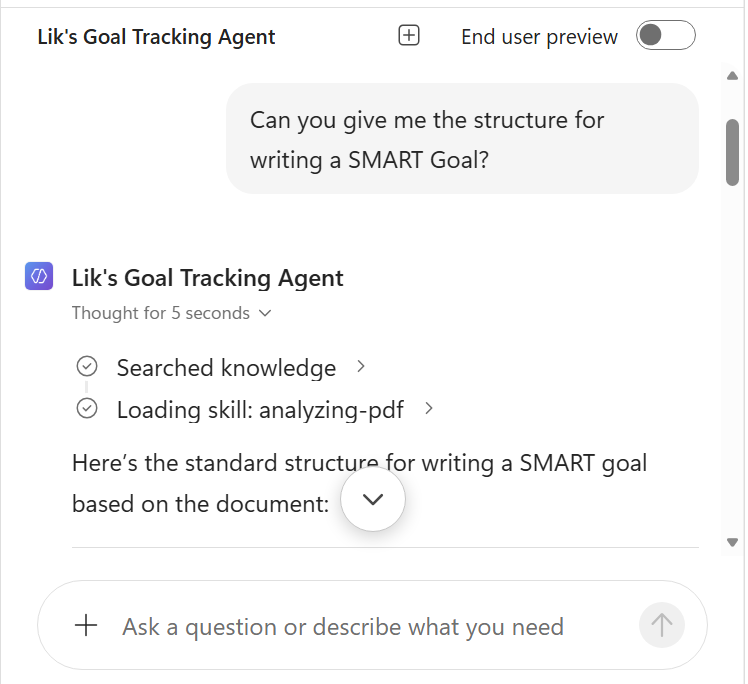 Lik's Goal Tracking Agent
End user preview
Can you give me the structure for
writing a SMART Goal?
Lik's Goal Tracking Agent
Thought for 5 seconds
Searched knowledge
Loading skill: analyzing-pdf
Here’s the standard structure for writing a SMART goal
based on the document:
Ask a question or describe what you need